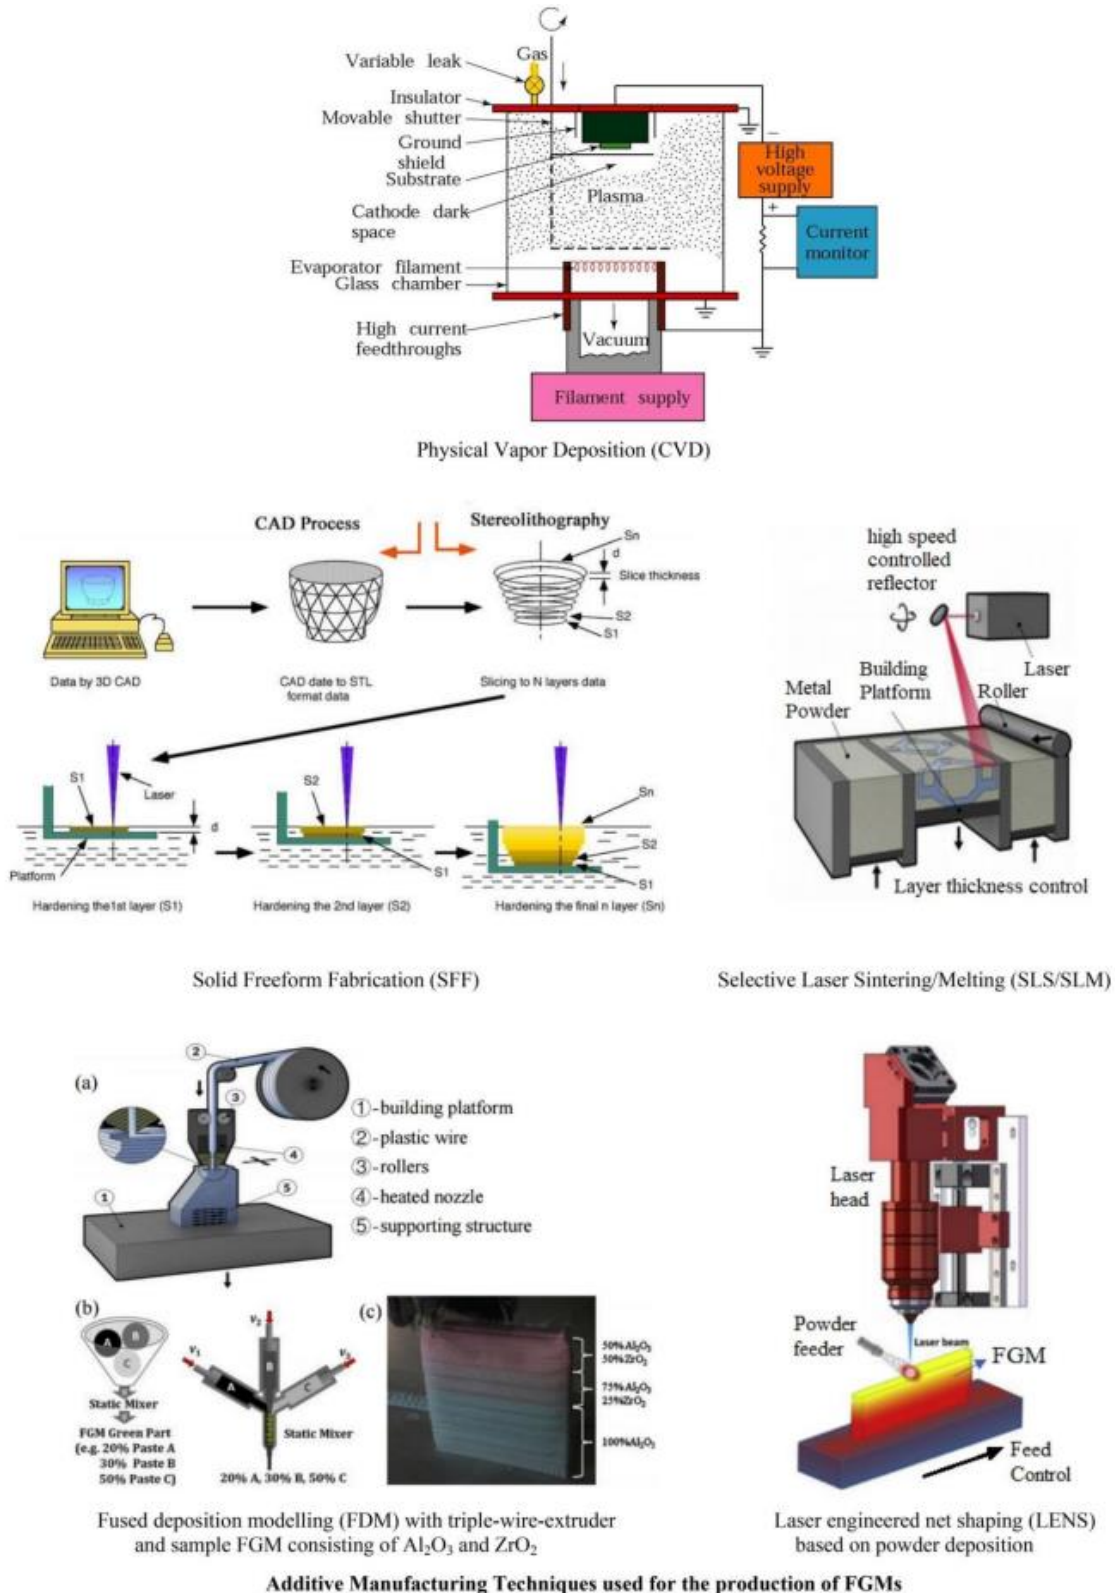 Gas
Variable leak
Insulator
Movable shutter
Ground
shield
Substrate
Cathode dark
space
Plasma
Evaporator filament
Glass chamber
High current
feedthroughs
Vacuum
Filament supply
−
High
voltage
supply
+
Current
monitor
Physical Vapor Deposition (CVD)
CAD Process
Stereolithography
Sn
d
Slice thickness
S2
S1
Data by 3D CAD
CAD date to STL
format data
Slicing to N layers data
S1
Laser
d
Platform
Hardening the1st layer (S1)
S2
S1
Hardening the 2nd layer (S2)
Sn
S2
S1
Hardening the final n layer (Sn)
Solid Freeform Fabrication (SFF)
high speed
controlled
reflector
Laser
Building
Platform
Roller
Metal
Powder
Layer thickness control
Selective Laser Sintering/Melting (SLS/SLM)
(a)
2
3
4
1
5
①-building platform
②-plastic wire
③-rollers
④-heated nozzle
⑤-supporting structure
(b)
A
B
C
Static Mixer
FGM Green Part
(e.g. 20% Paste A
30% Paste B
50% Paste C)
v1
v2
v3
A
B
C
Static Mixer
20% A, 30% B, 50% C
(c)
50%Al₂O₃
50%ZrO₂
75%Al₂O₃
25%ZrO₂
100%Al₂O₃
Fused deposition modelling (FDM) with triple-wire-extruder
and sample FGM consisting of Al₂O₃ and ZrO₂
Laser
head
Powder
feeder
Laser beam
FGM
Feed
Control
Laser engineered net shaping (LENS)
based on powder deposition
Additive Manufacturing Techniques used for the production of FGMs